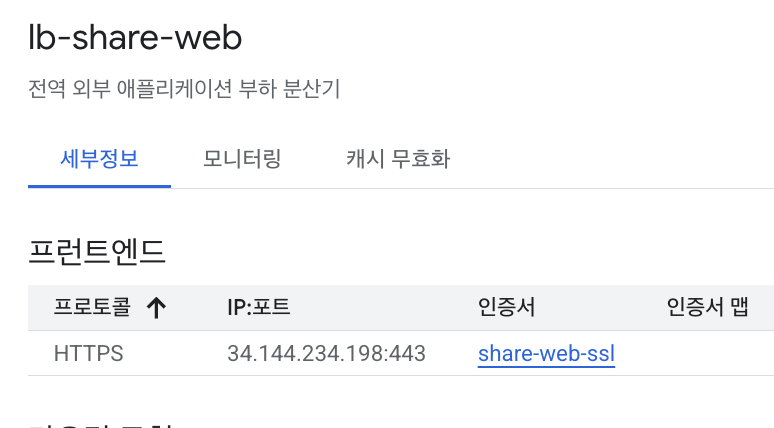 lb-share-web
전역 외부 애플리케이션 부하 분산기
세부정보 모니터링 캐시 무효화
프런트엔드
프로토콜 IP:포트 인증서 인증서 맵
HTTPS 34.144.234.198:443 share-web-ssl